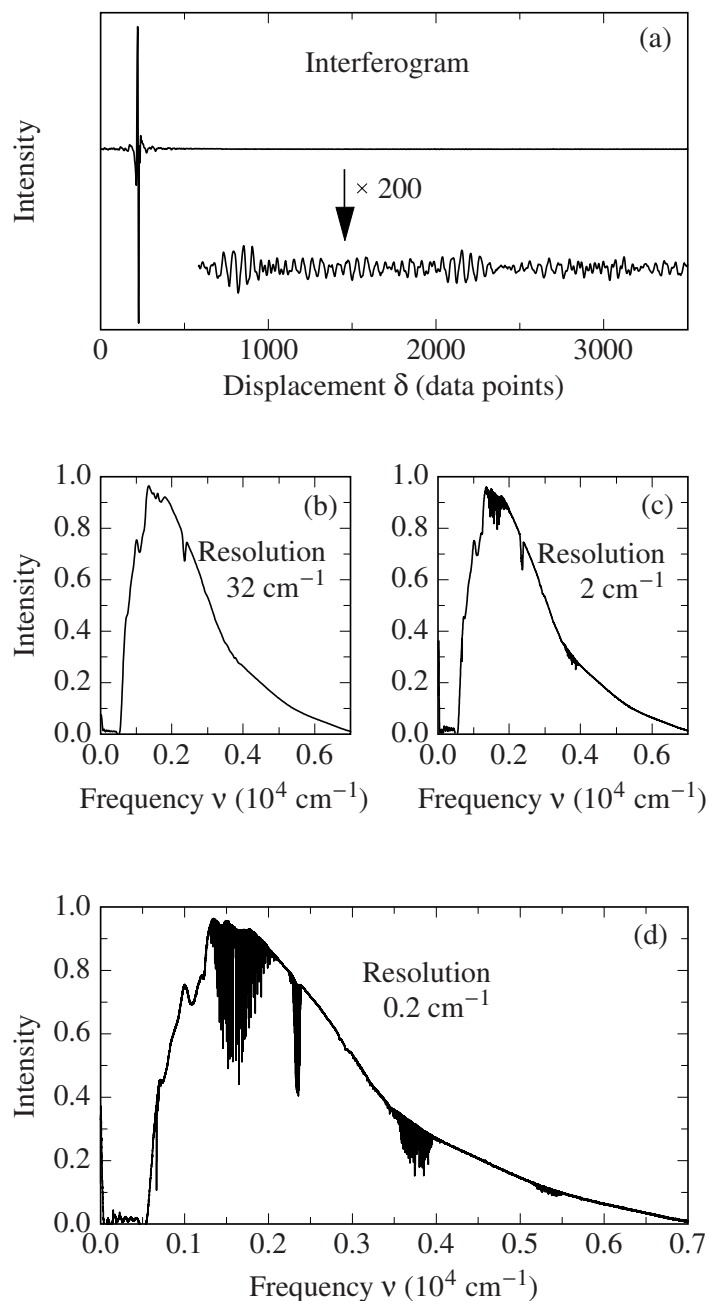 (a)
Interferogram
Intensity
× 200
0 1000 2000 3000
Displacement δ (data points)
1.0
0.8
0.6
0.4
0.2
0.0
Intensity
(b)
Resolution
32 cm⁻¹
0.0 0.2 0.4 0.6
Frequency ν (10⁴ cm⁻¹)
1.0
0.8
0.6
0.4
0.2
0.0
(c)
Resolution
2 cm⁻¹
0.0 0.2 0.4 0.6
Frequency ν (10⁴ cm⁻¹)
1.0
0.8
0.6
0.4
0.2
0.0
Intensity
(d)
Resolution
0.2 cm⁻¹
0.0 0.1 0.2 0.3 0.4 0.5 0.6 0.7
Frequency ν (10⁴ cm⁻¹)